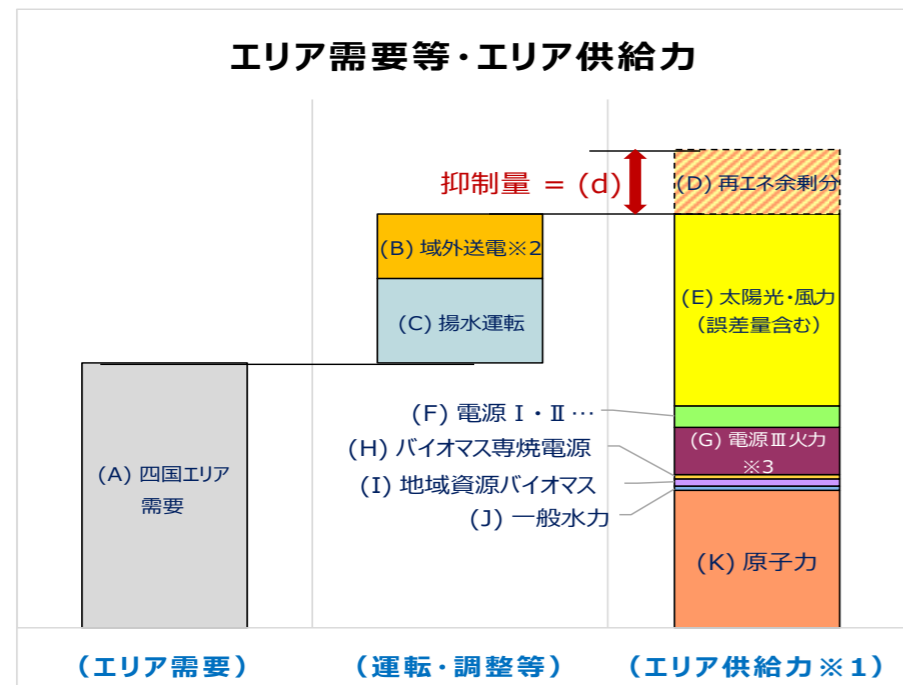 エリア需要等・エリア供給力
抑制量 = (d)
(D) 再エネ余剰分
(B) 域外送電※2
(C) 揚水運転
(E) 太陽光・風力
（誤差量含む）
(F) 電源Ⅰ・Ⅱ…
(G) 電源Ⅲ火力
※3
(H) バイオマス専焼電源
(I) 地域資源バイオマス
(J) 一般水力
(A) 四国エリア
需要
(K) 原子力
（エリア需要）
（運転・調整等）
（エリア供給力※1）